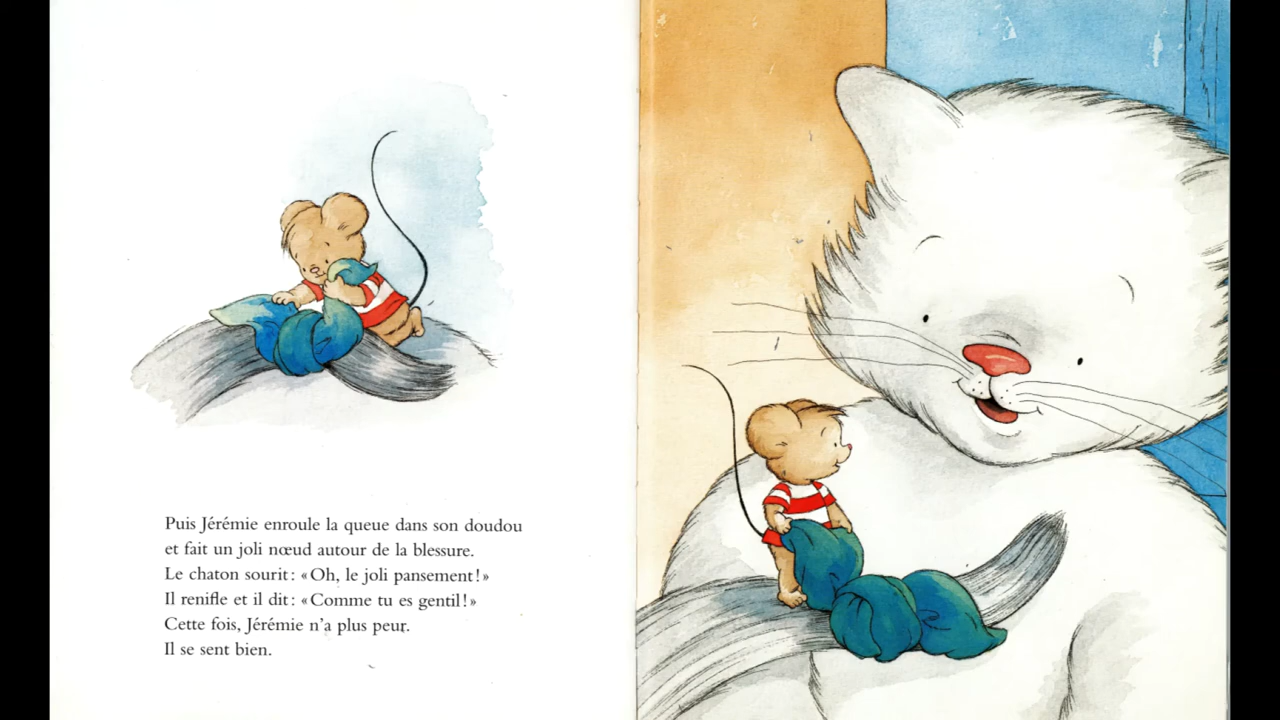 Puis Jérémie enroule la queue dans son doudou
et fait un joli nœud autour de la blessure.
Le chaton sourit : « Oh, le joli pansement ! »
Il renifle et il dit : « Comme tu es gentil ! »
Cette fois, Jérémie n’a plus peur.
Il se sent bien.